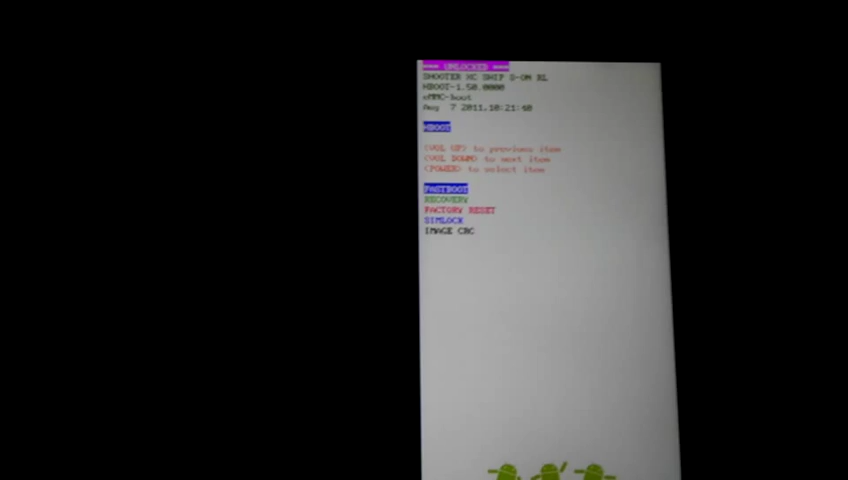 *** UNLOCKED ***
SHOOTER XC SHIP S-ON RL
HBOOT-1.50.0000
eMMC-boot
Aug 7 2011,10:21:40
HBOOT
<VOL UP> to previous item
<VOL DOWN> to next item
<POWER> to select item
FASTBOOT
RECOVERY
FACTORY RESET
SIMLOCK
IMAGE CRC